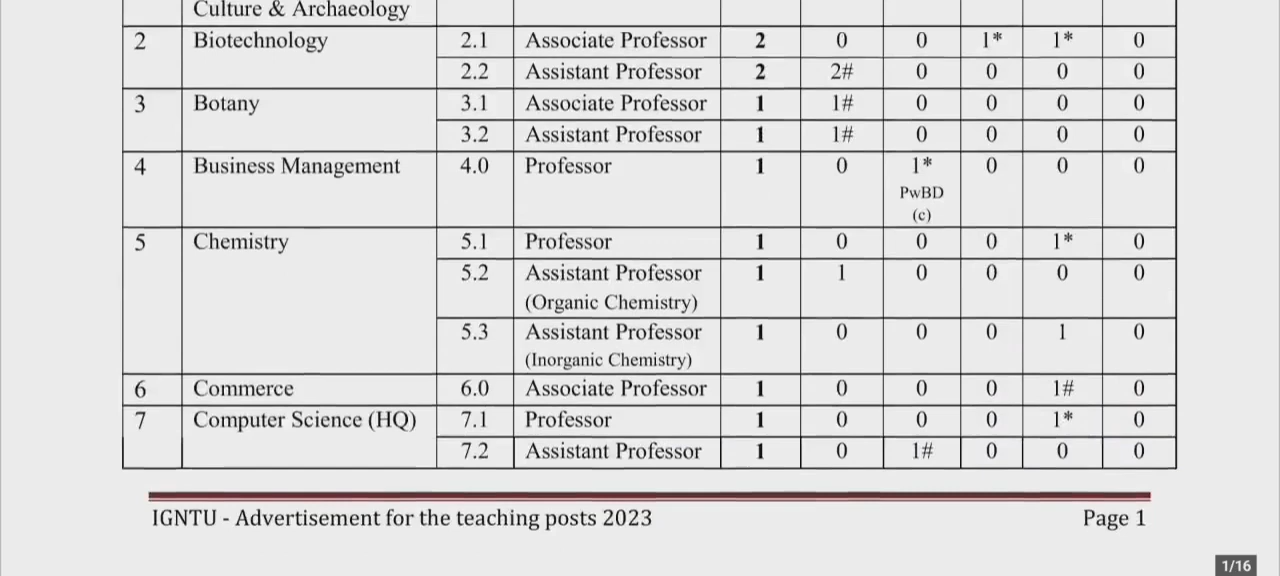 Culture & Archaeology
2 Biotechnology 2.1 Associate Professor 2 0 0 1* 1* 0
2.2 Assistant Professor 2 2# 0 0 0 0
3 Botany 3.1 Associate Professor 1 1# 0 0 0 0
3.2 Assistant Professor 1 1# 0 0 0 0
4 Business Management 4.0 Professor 1 0 1* 0 0 0
PwBD
(c)
5 Chemistry 5.1 Professor 1 0 0 0 1* 0
5.2 Assistant Professor 1 1 0 0 0 0
(Organic Chemistry)
5.3 Assistant Professor 1 0 0 0 1 0
(Inorganic Chemistry)
6 Commerce 6.0 Associate Professor 1 0 0 0 1# 0
7 Computer Science (HQ) 7.1 Professor 1 0 0 0 1* 0
7.2 Assistant Professor 1 0 1# 0 0 0
IGNTU - Advertisement for the teaching posts 2023 Page 1
1/16